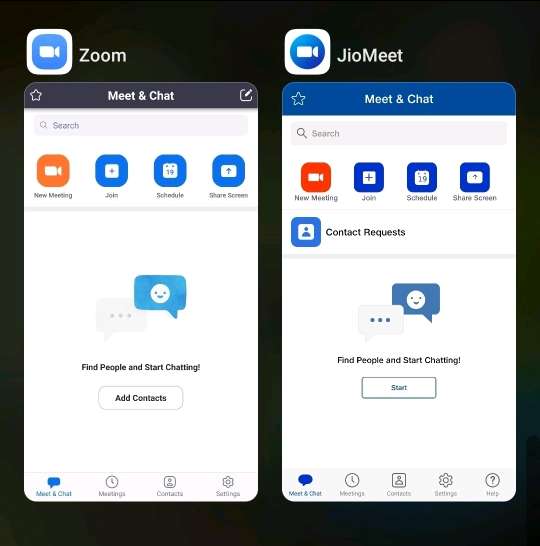 Zoom
Meet & Chat
Search
19
New Meeting
Join
Schedule
Share Screen
Find People and Start Chatting!
Add Contacts
Meet & Chat
Meetings
Contacts
Settings
JioMeet
Meet & Chat
Search
19
New Meeting
Join
Schedule
Share Screen
Contact Requests
Find People and Start Chatting!
Start
Meet & Chat
Meetings
Contacts
Settings
Help